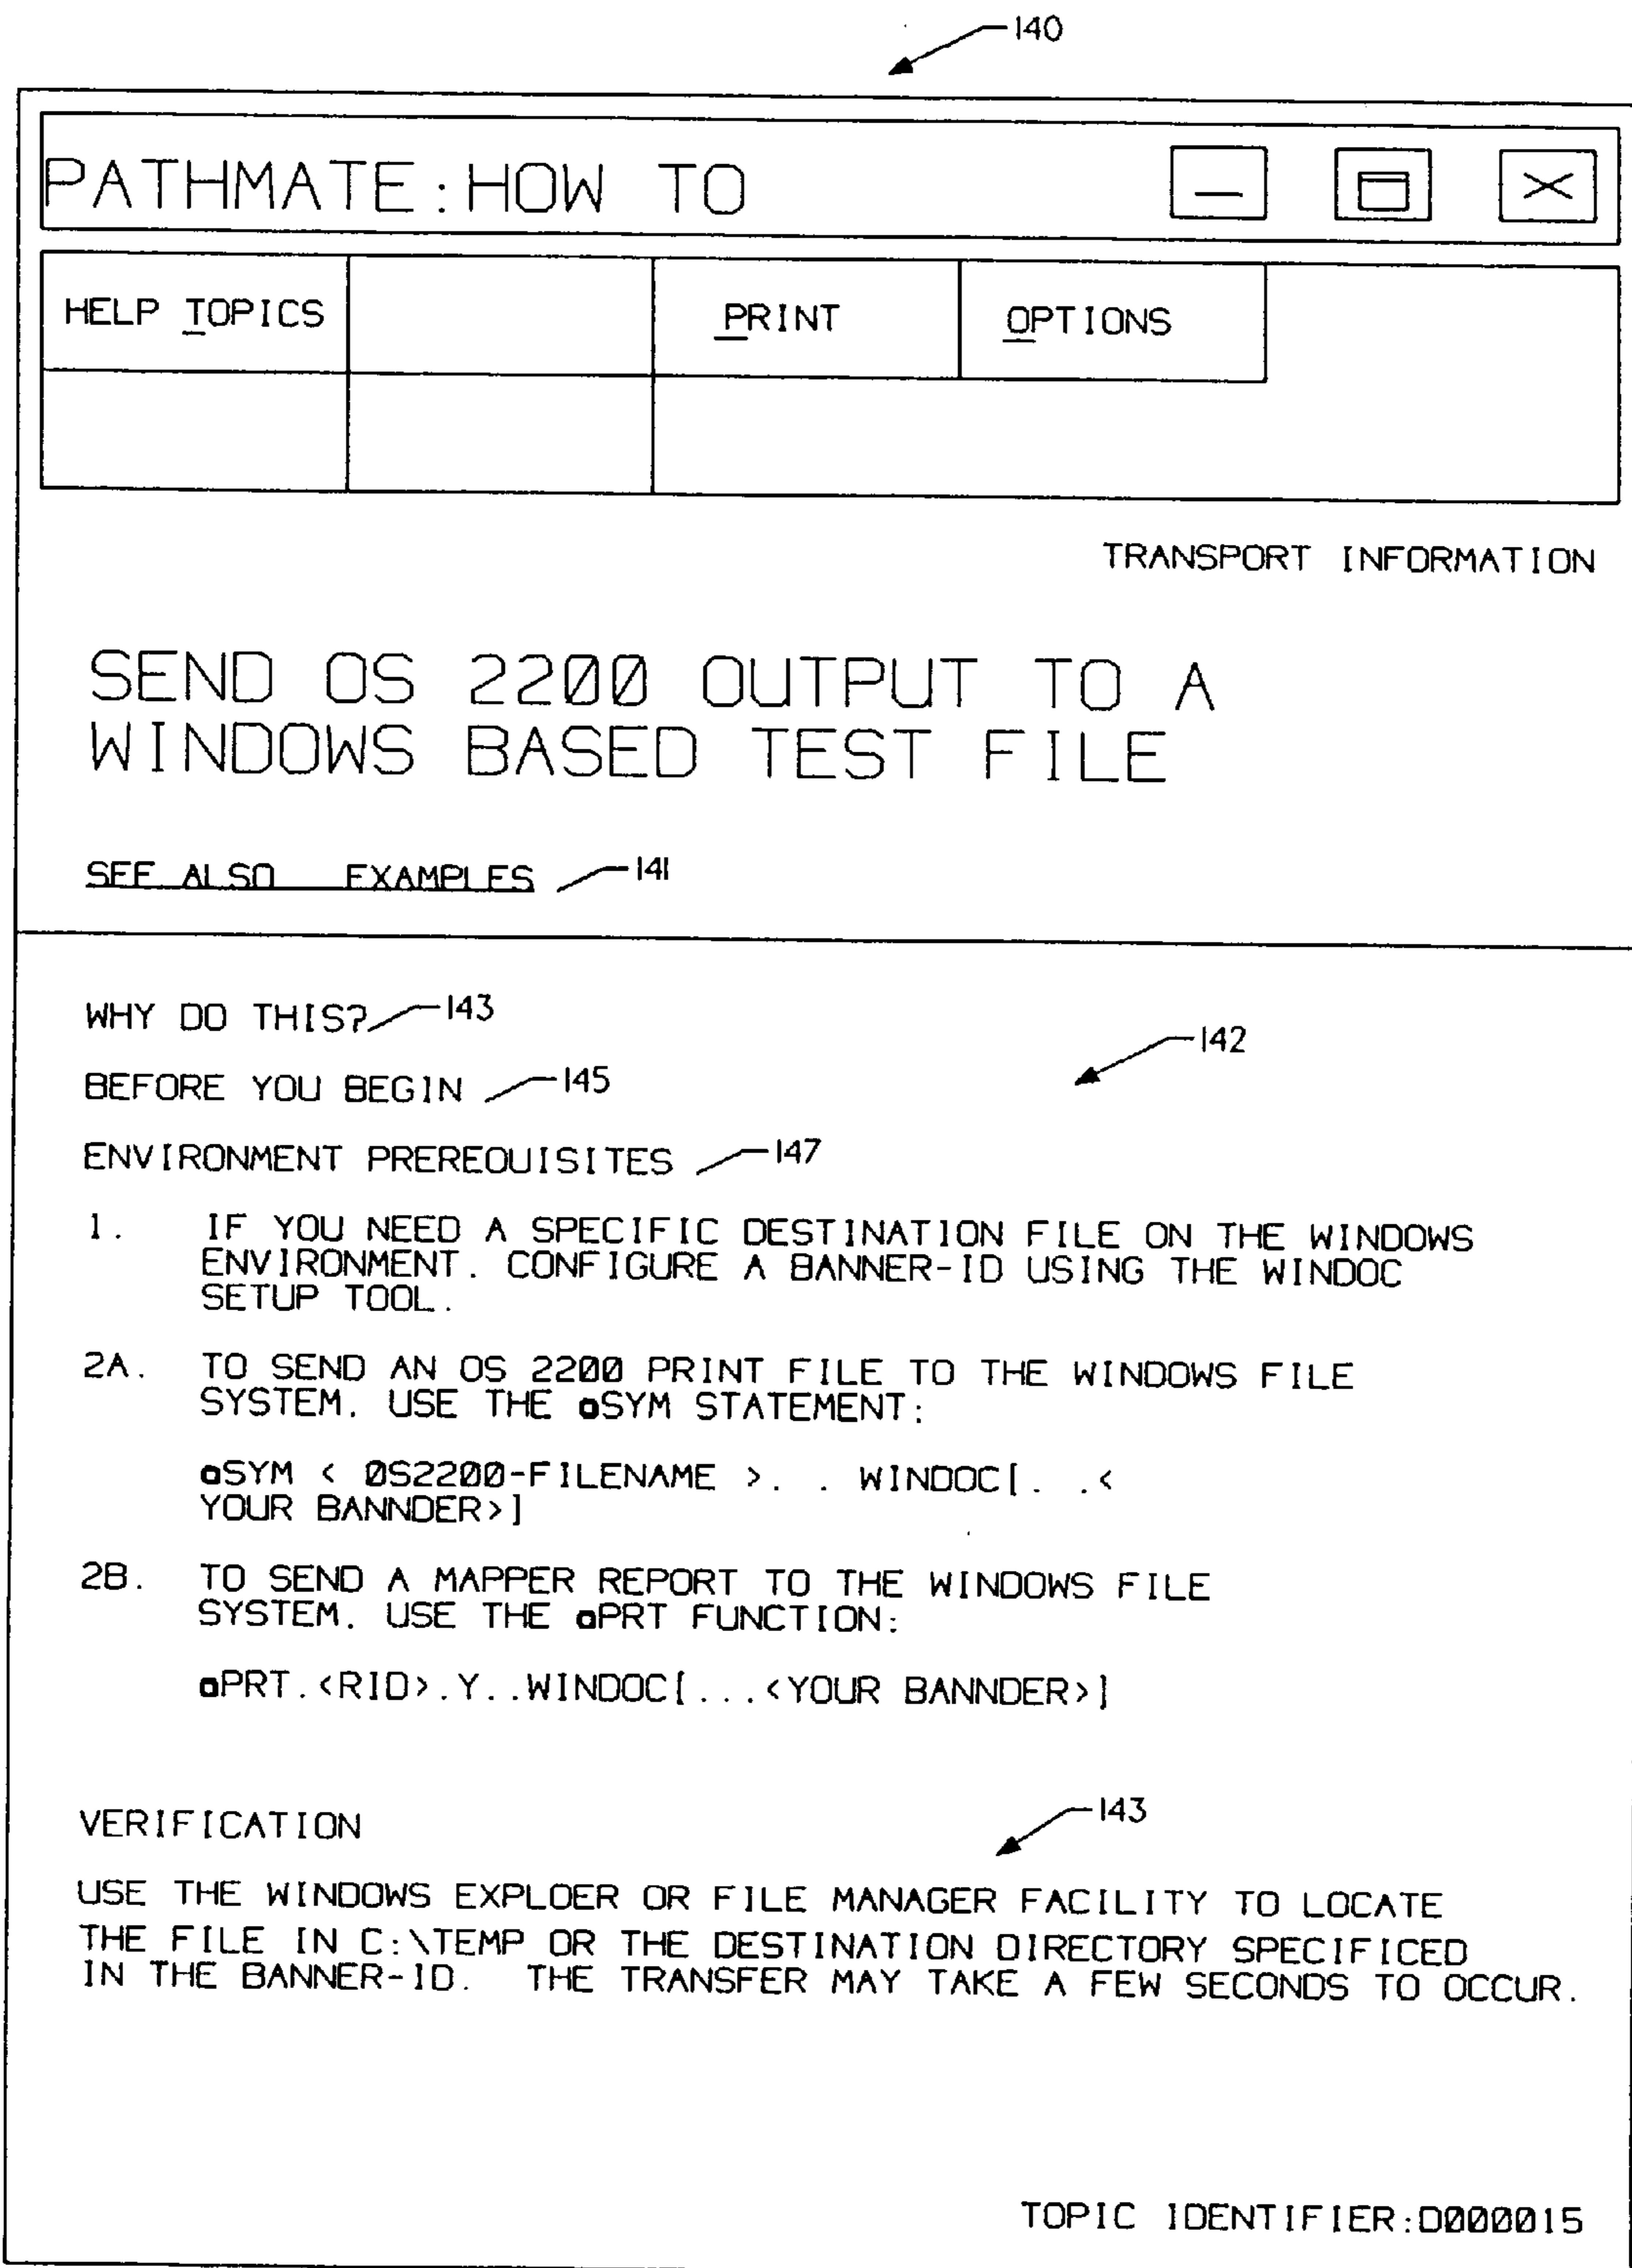 140
PATHMATE:HOW TO
HELP TOPICS PRINT OPTIONS
TRANSPORT INFORMATION
SEND OS 2200 OUTPUT TO A
WINDOWS BASED TEST FILE
SEE ALSO EXAMPLES 141
WHY DO THIS? 143
142
BEFORE YOU BEGIN 145
ENVIRONMENT PREREQUISITES 147
1. IF YOU NEED A SPECIFIC DESTINATION FILE ON THE WINDOWS
ENVIRONMENT. CONFIGURE A BANNER-ID USING THE WINDOC
SETUP TOOL.
2A. TO SEND AN OS 2200 PRINT FILE TO THE WINDOWS FILE
SYSTEM. USE THE @SYM STATEMENT:
@SYM < 0S2200-FILENAME >. . WINDOC[. .<
YOUR BANNDER>]
2B. TO SEND A MAPPER REPORT TO THE WINDOWS FILE
SYSTEM. USE THE @PRT FUNCTION:
@PRT.<RID>.Y..WINDOC[...<YOUR BANNDER>]
VERIFICATION
143
USE THE WINDOWS EXPLOER OR FILE MANAGER FACILITY TO LOCATE
THE FILE IN C:\TEMP OR THE DESTINATION DIRECTORY SPECIFICED
IN THE BANNER-ID. THE TRANSFER MAY TAKE A FEW SECONDS TO OCCUR.
TOPIC IDENTIFIER:D000015